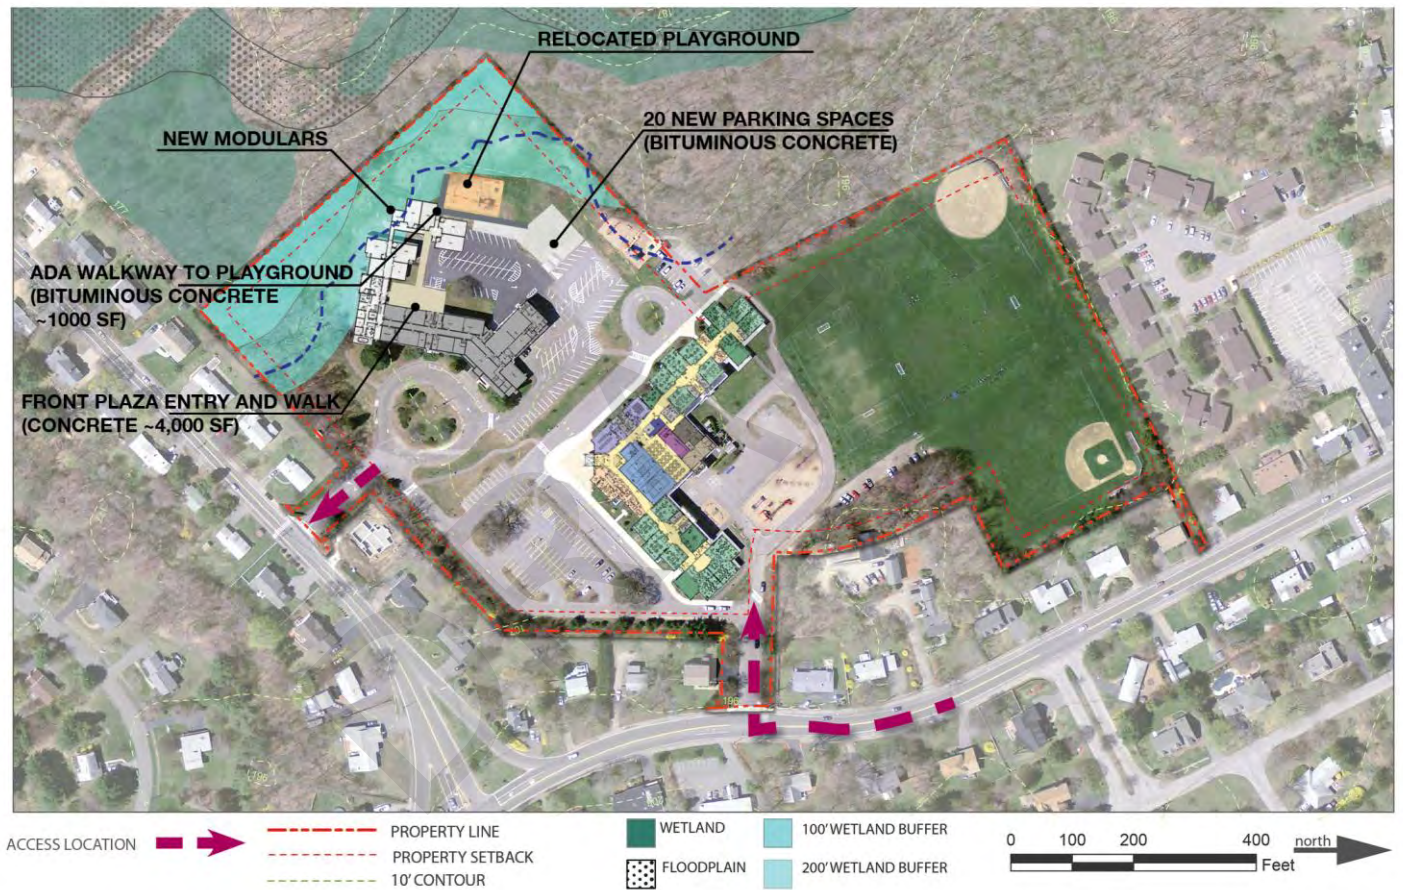 RELOCATED PLAYGROUND
20 NEW PARKING SPACES
(BITUMINOUS CONCRETE)
NEW MODULARS
ADA WALKWAY TO PLAYGROUND
(BITUMINOUS CONCRETE
~1000 SF)
FRONT PLAZA ENTRY AND WALK
(CONCRETE ~4,000 SF)
177
196
ACCESS LOCATION
PROPERTY LINE
PROPERTY SETBACK
10' CONTOUR
WETLAND
FLOODPLAIN
100' WETLAND BUFFER
200' WETLAND BUFFER
0 100 200 400
Feet
north